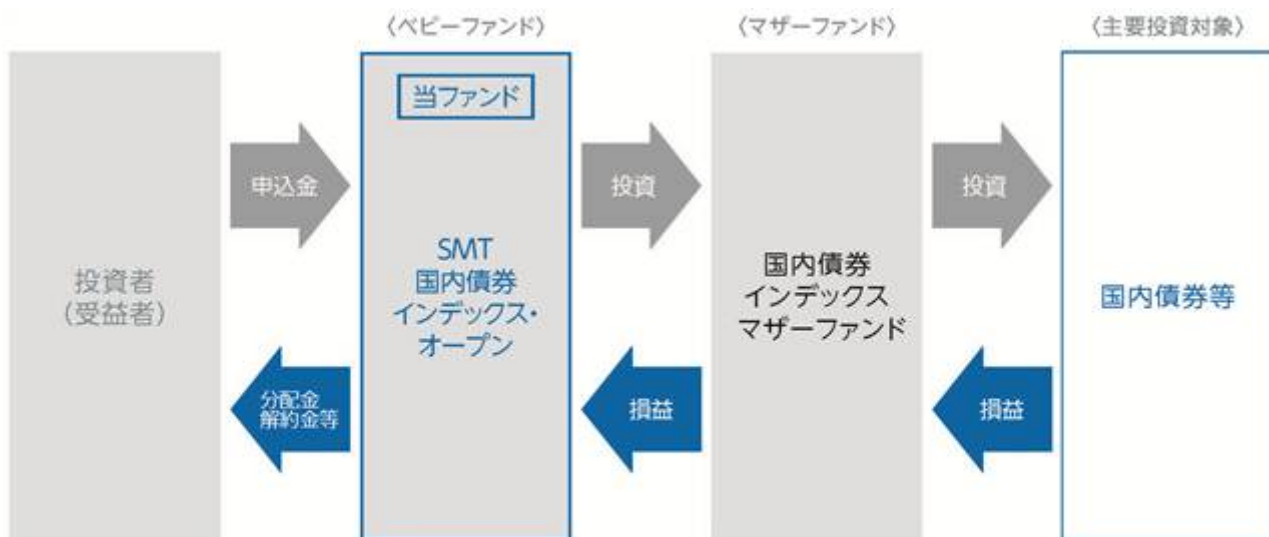 〈ベビーファンド〉
〈マザーファンド〉
〈主要投資対象〉
当ファンド
申込金
投資
投資
投資者
(受益者)
SMT
国内債券
インデックス・
オープン
国内債券
インデックス
マザーファンド
国内債券等
分配金
解約金等
損益
損益